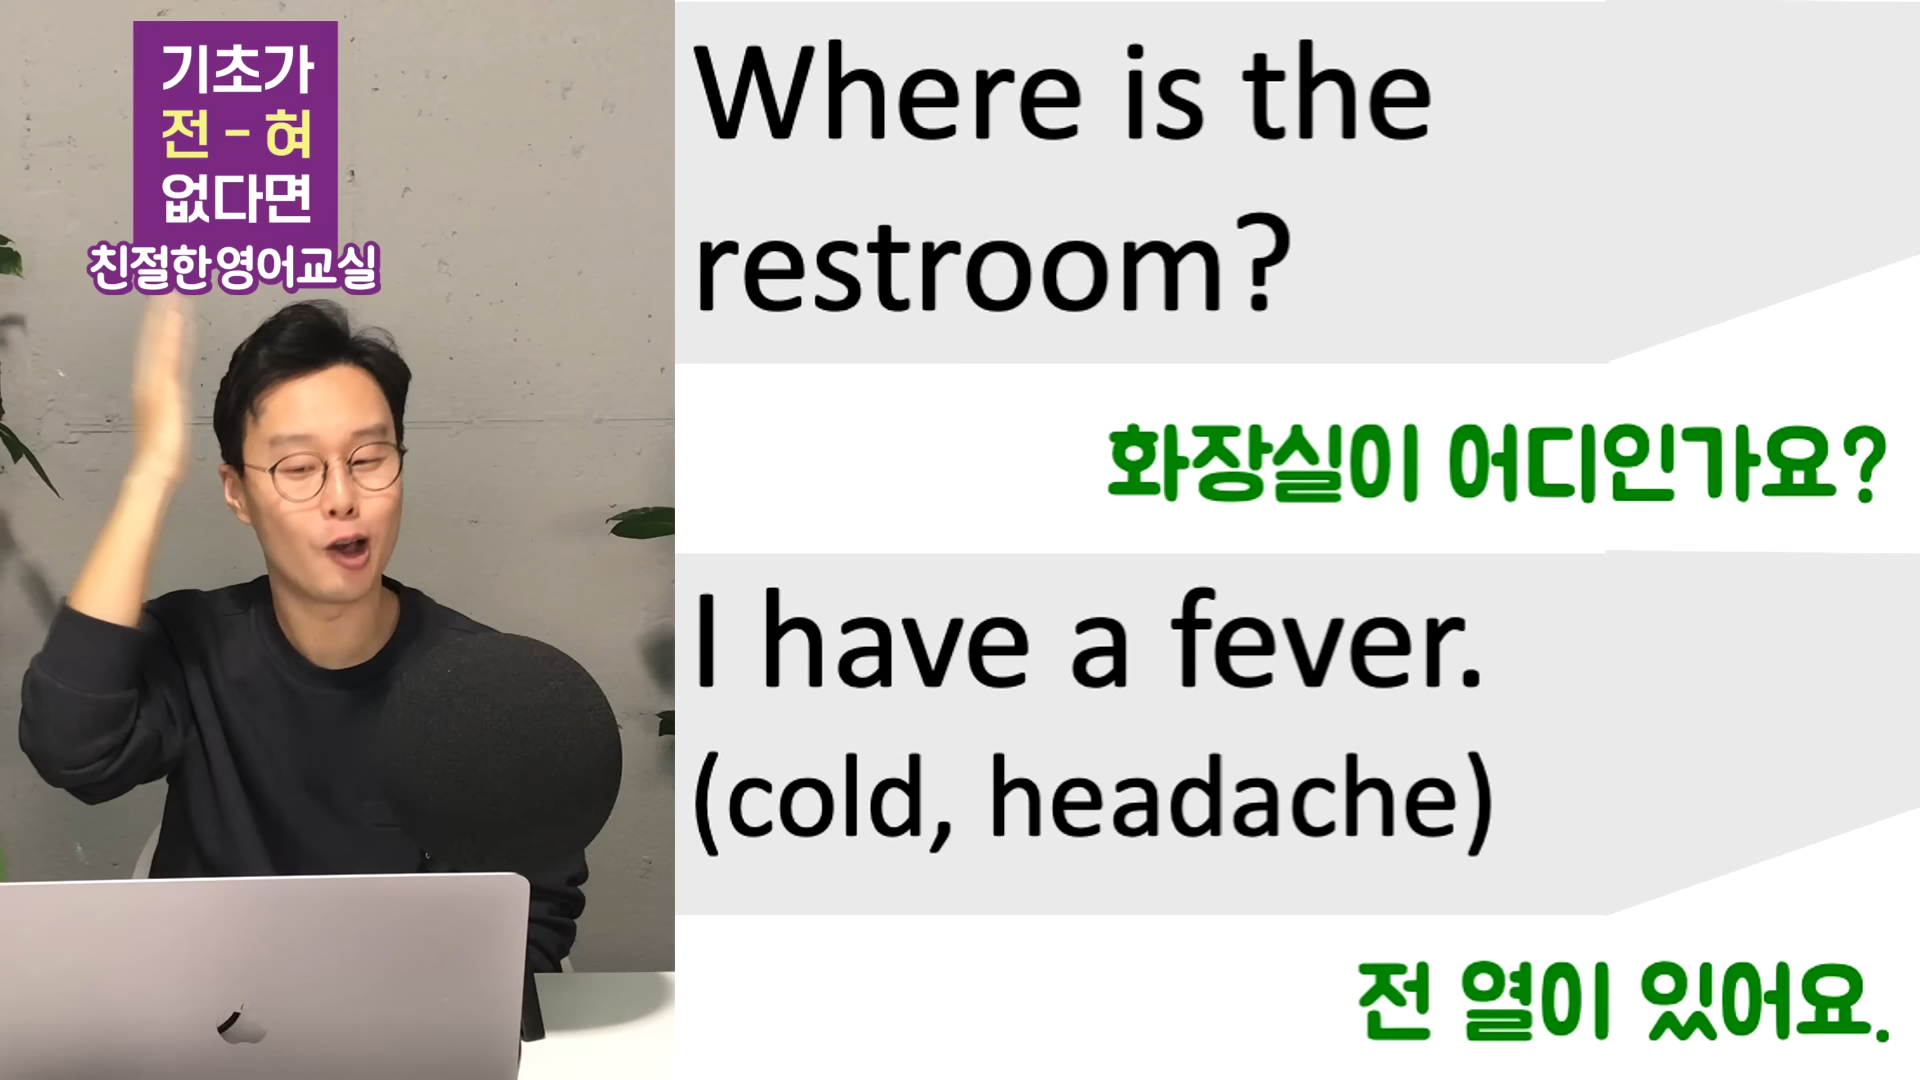 기초가
전-혀
없다면
친절한영어교실
Where is the
restroom?
화장실이 어디인가요?
I have a fever.
(cold, headache)
전 열이 있어요.